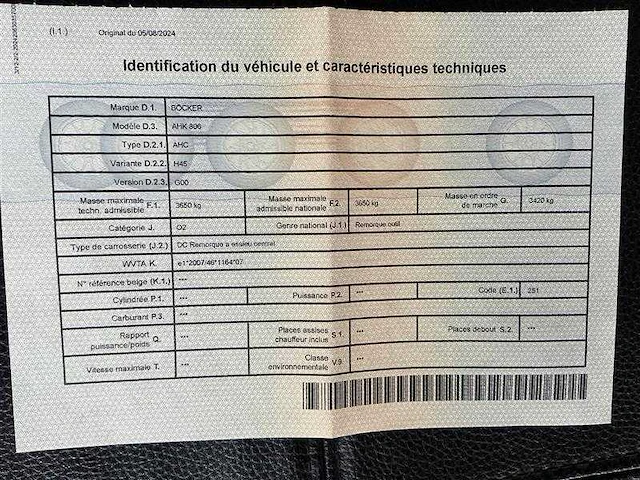 (I.1.) Original du 05/08/2024
Identification du véhicule et caractéristiques techniques
Marque D.1. BÖCKER
Modèle D.3. AHK 806
Type D.2.1. AHC
Variante D.2.2. H45
Version D.2.3. G00
Masse maximale techn. admissible F.1. 3650 kg Masse maximale admissible nationale F.2. 3650 kg Masse en ordre de marche G. 3420 kg
Catégorie J. O2 Genre national (J.1.) Remorque outil
Type de carrosserie (J.2.) DC Remorque à essieu central
WVTA K. e1*2007/46*1164*07
N° référence belge (K.1.) ---
Cylindrée P.1. --- Puissance P.2. --- Code (E.1.) 251
Carburant P.3. ---
Rapport puissance/poids Q. --- Places assises chauffeur inclus S.1. --- Places debout S.2. ---
Vitesse maximale T. --- Classe environnementale V.9. ---